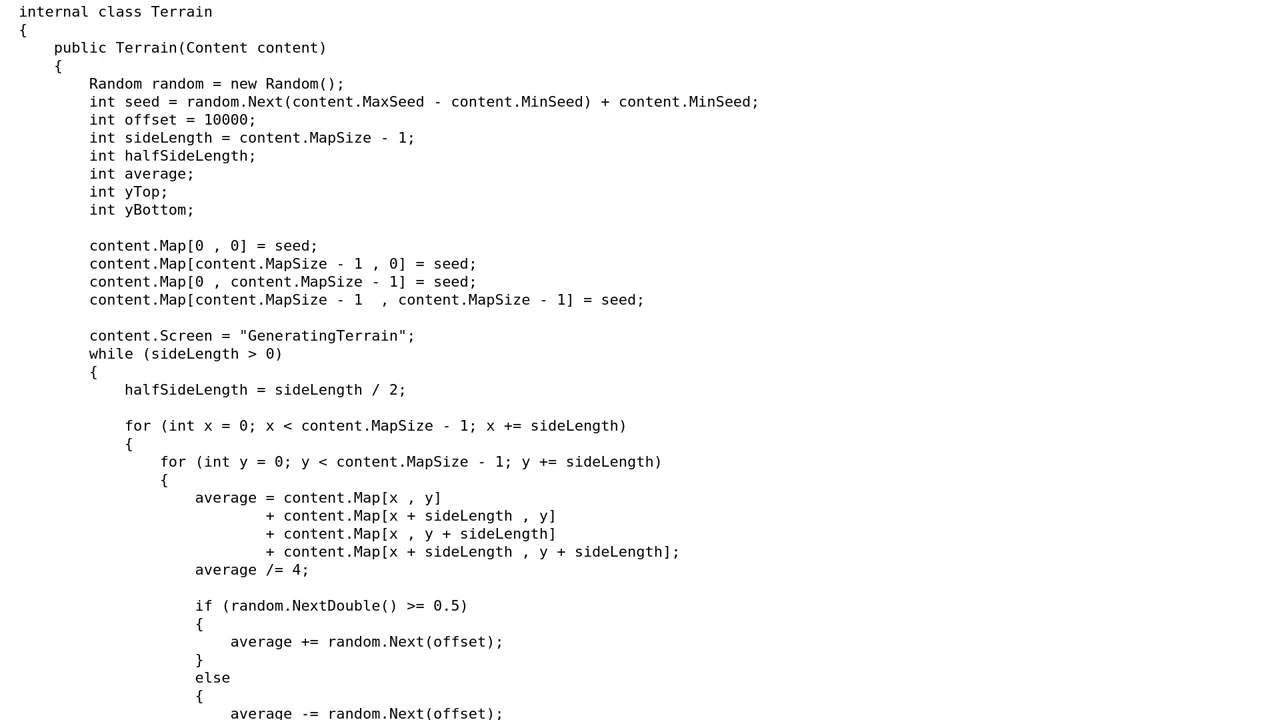 internal class Terrain
{
    public Terrain(Content content)
    {
        Random random = new Random();
        int seed = random.Next(content.MaxSeed - content.MinSeed) + content.MinSeed;
        int offset = 10000;
        int sideLength = content.MapSize - 1;
        int halfSideLength;
        int average;
        int yTop;
        int yBottom;

        content.Map[0 , 0] = seed;
        content.Map[content.MapSize - 1 , 0] = seed;
        content.Map[0 , content.MapSize - 1] = seed;
        content.Map[content.MapSize - 1  , content.MapSize - 1] = seed;

        content.Screen = "GeneratingTerrain";
        while (sideLength > 0)
        {
            halfSideLength = sideLength / 2;

            for (int x = 0; x < content.MapSize - 1; x += sideLength)
            {
                for (int y = 0; y < content.MapSize - 1; y += sideLength)
                {
                    average = content.Map[x , y]
                            + content.Map[x + sideLength , y]
                            + content.Map[x , y + sideLength]
                            + content.Map[x + sideLength , y + sideLength];
                    average /= 4;

                    if (random.NextDouble() >= 0.5)
                    {
                        average += random.Next(offset);
                    }
                    else
                    {
                        average -= random.Next(offset);